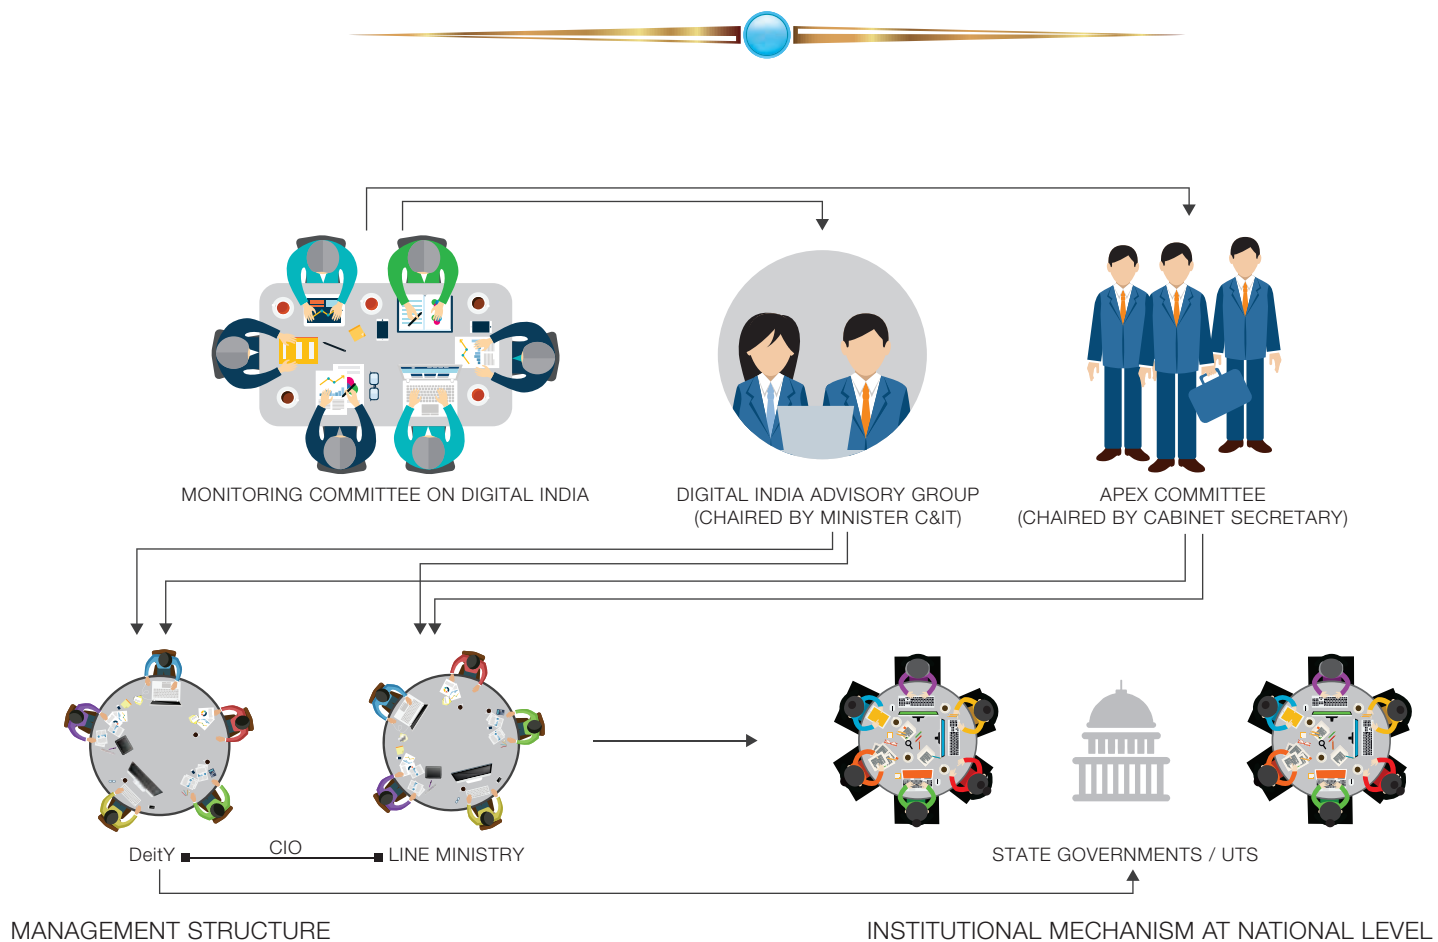 MONITORING COMMITTEE ON DIGITAL INDIA
DIGITAL INDIA ADVISORY GROUP
(CHAIRED BY MINISTER C&IT)
APEX COMMITTEE
(CHAIRED BY CABINET SECRETARY)
DeitY
CIO
LINE MINISTRY
STATE GOVERNMENTS / UTS
MANAGEMENT STRUCTURE
INSTITUTIONAL MECHANISM AT NATIONAL LEVEL